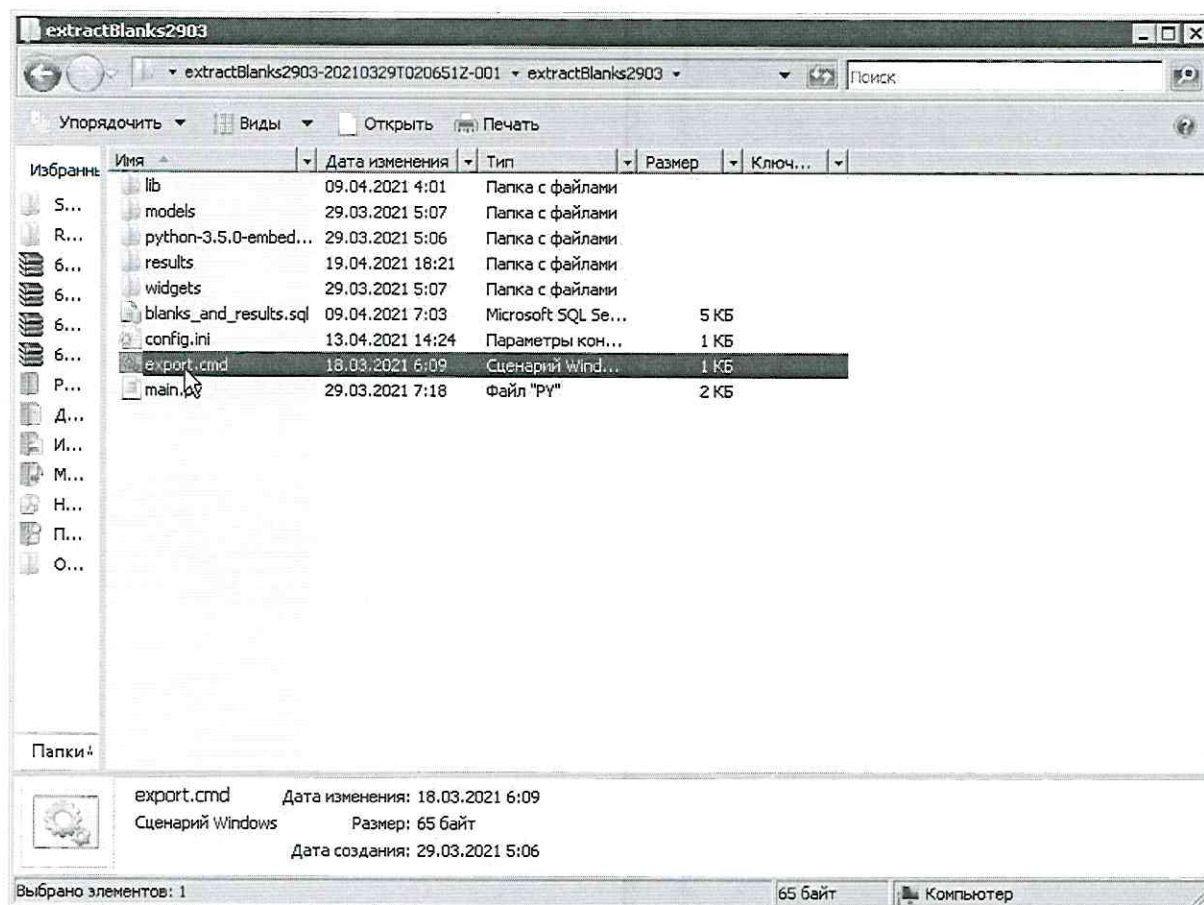 extractBlanks2903
extractBlanks2903-20210329T020651Z-001 extractBlanks2903 Поиск
Упорядочить Виды Открыть Печать
Избранны Имя Дата изменения Тип Размер Ключ...
lib 09.04.2021 4:01 Папка с файлами
S... models 29.03.2021 5:07 Папка с файлами
R... python-3.5.0-embed... 29.03.2021 5:06 Папка с файлами
6... results 19.04.2021 18:21 Папка с файлами
6... widgets 29.03.2021 5:07 Папка с файлами
6... blanks_and_results.sql 09.04.2021 7:03 Microsoft SQL Se... 5 КБ
6... config.ini 13.04.2021 14:24 Параметры кон... 1 КБ
export.cmd 18.03.2021 6:09 Сценарий Wind... 1 КБ
Р... main.py 29.03.2021 7:18 Файл "PY" 2 КБ
Д...
И...
М...
Н...
П...
О...
Папки
export.cmd Дата изменения: 18.03.2021 6:09
Сценарий Windows Размер: 65 байт
Дата создания: 29.03.2021 5:06
Выбрано элементов: 1 65 байт Компьютер